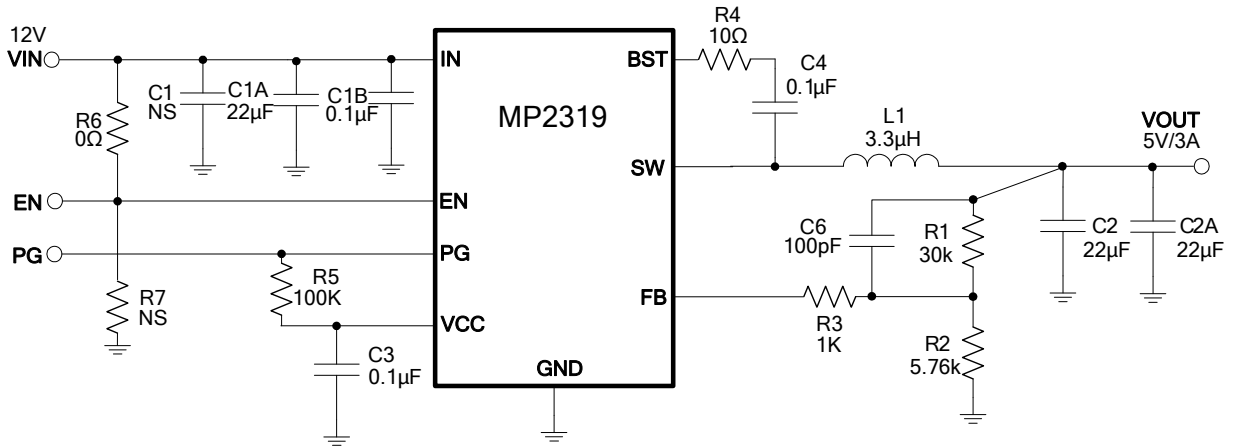 12V
VIN
R6
0Ω
C1
NS
C1A
22µF
C1B
0.1µF
EN
PG
R7
NS
R5
100K
C3
0.1µF
IN
EN
PG
VCC
MP2319
GND
BST
SW
FB
R4
10Ω
C4
0.1µF
L1
3.3µH
VOUT
5V/3A
C6
100pF
R1
30k
R3
1K
R2
5.76k
C2
22µF
C2A
22µF